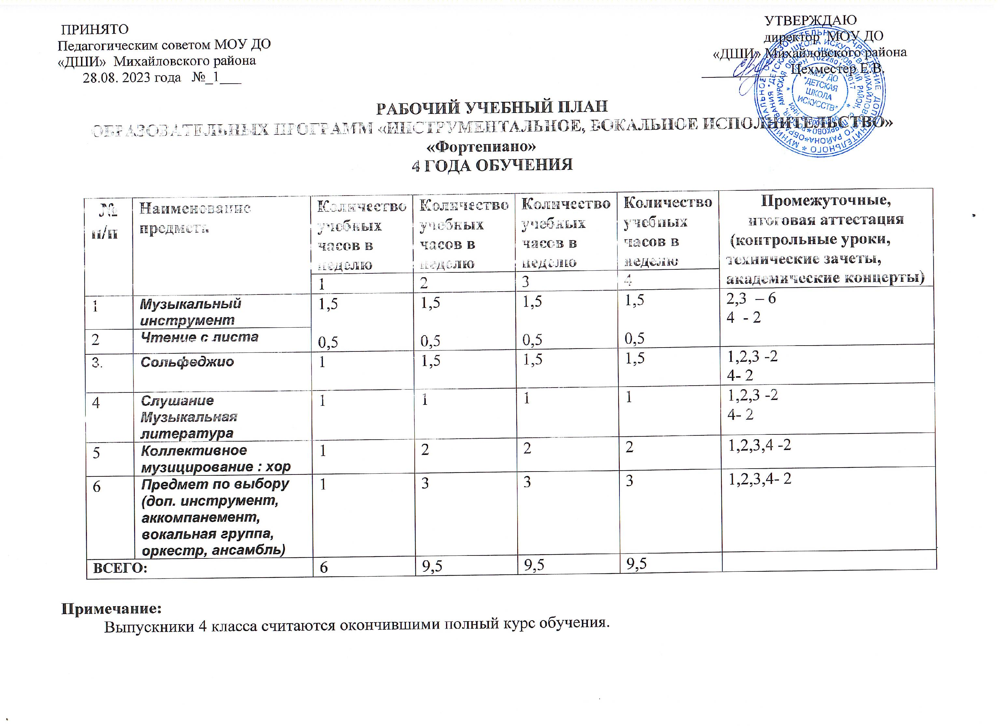 ПРИНЯТО
Педагогическим советом МОУ ДО
«ДШИ»  Михайловского района
28.08. 2023 года   №_1___
УТВЕРЖДАЮ
директор  МОУ ДО
«ДШИ» Михайловского района
Цехместер Е.В.
МОУ ДО
"ДЕТСКАЯ
ШКОЛА
ИСКУССТВ"
РАБОЧИЙ УЧЕБНЫЙ ПЛАН
ОБРАЗОВАТЕЛЬНЫХ ПРОГРАММ «ИНСТРУМЕНТАЛЬНОЕ, ВОКАЛЬНОЕ ИСПОЛНИТЕЛЬСТВО»
«Фортепиано»
4 ГОДА ОБУЧЕНИЯ
№
п/п
Наименование
предмета
Количество
учебных
часов в
неделю
Количество
учебных
часов в
неделю
Количество
учебных
часов в
неделю
Количество
учебных
часов в
неделю
Промежуточные,
итоговая аттестация
(контрольные уроки,
технические зачеты,
академические концерты)
1
2
3
4
1
Музыкальный
инструмент
1,5
1,5
1,5
1,5
2,3  – 6
4  - 2
2
Чтение с листа
0,5
0,5
0,5
0,5
3.
Сольфеджио
1
1,5
1,5
1,5
1,2,3 -2
4- 2
4
Слушание
Музыкальная
литература
1
1
1
1
1,2,3 -2
4- 2
5
Коллективное
музицирование : хор
1
2
2
2
1,2,3,4 -2
6
Предмет по выбору
(доп. инструмент,
аккомпанемент,
вокальная группа,
оркестр, ансамбль)
1
3
3
3
1,2,3,4- 2
ВСЕГО:
6
9,5
9,5
9,5
Примечание:
Выпускники 4 класса считаются окончившими полный курс обучения.